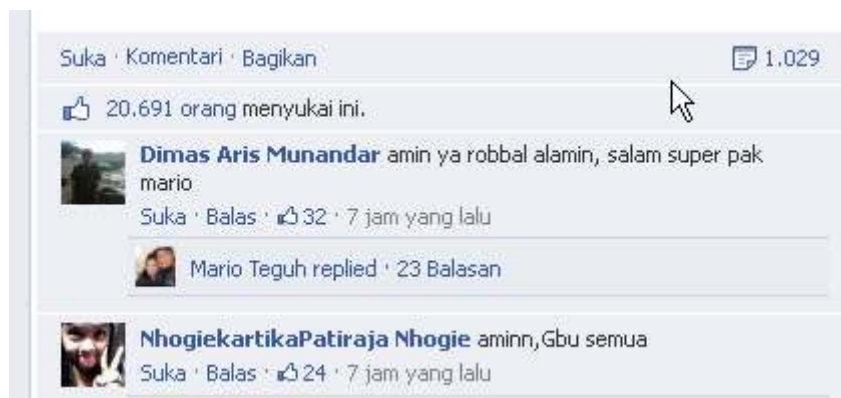 Suka · Komentari · Bagikan 1.029
20.691 orang menyukai ini.
Dimas Aris Munandar amin ya robbal alamin, salam super pak
mario
Suka · Balas · 32 · 7 jam yang lalu
Mario Teguh replied · 23 Balasan
NhogiekartikaPatiraja Nhogie aminn,Gbu semua
Suka · Balas · 24 · 7 jam yang lalu